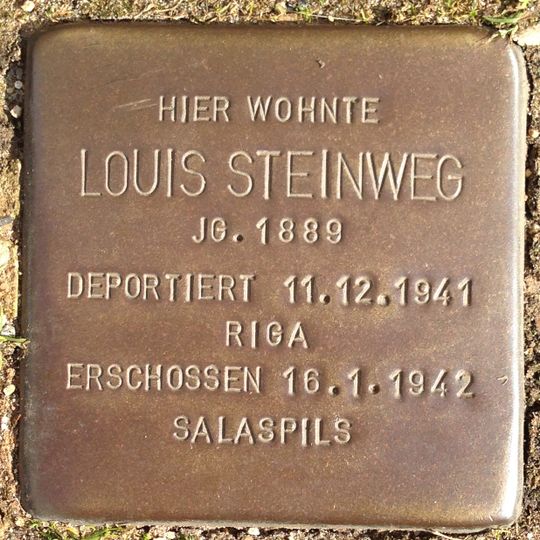 HIER WOHNTE
LOUIS STEINWEG
JG. 1889
DEPORTIERT 11.12.1941
RIGA
ERSCHOSSEN 16.1.1942
SALASPILS